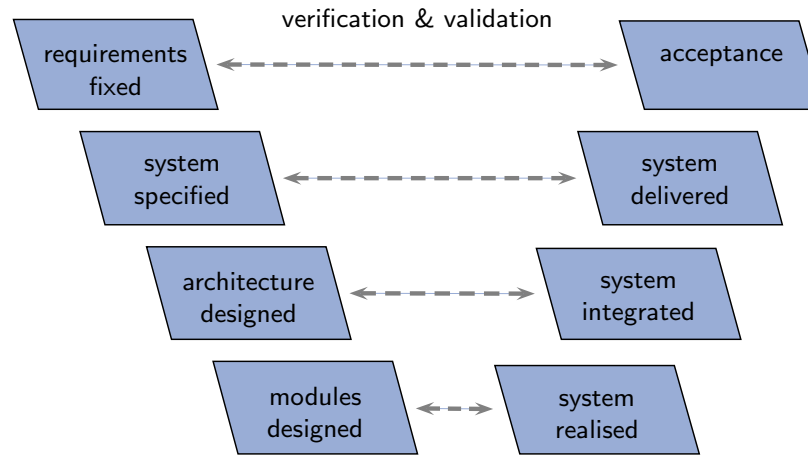 verification & validation
requirements
fixed
acceptance
system
specified
system
delivered
architecture
designed
system
integrated
modules
designed
system
realised